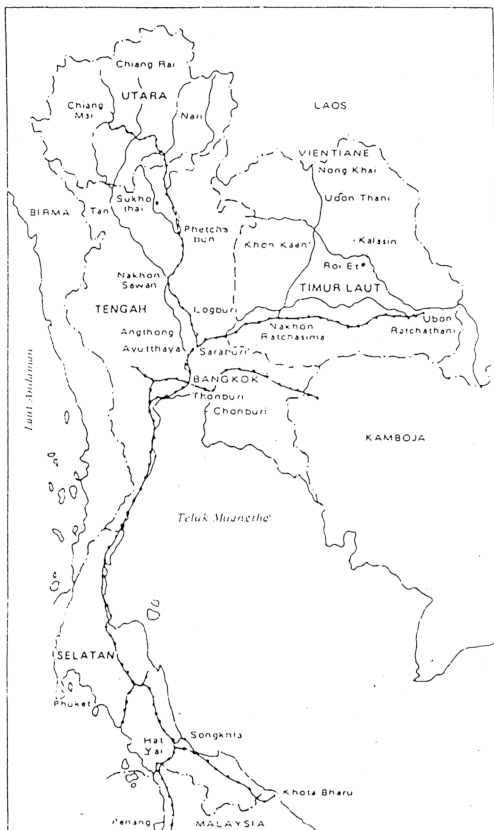 Chiang Rai
UTARA
Chiang
Mai
Nan
LAOS
VIENTIANE
Nong Khai
Udon Thani
BIRMA
Tan
Sukho
thai
Phetcha
bun
Khon Kaen
Kalasin
Roi Et
TIMUR LAUT
Nakhon
Sawan
TENGAH
Logburi
Angthong
Ayutthaya
Saraburi
Nakhon
Ratchasima
Ubon
Ratchathani
BANGKOK
Thonburi
Chonburi
KAMBOJA
Laut Andaman
Teluk Muangthai
SELATAN
Phuket
Hat
Yai
Songkhla
Khota Bharu
Penang
MALAYSIA